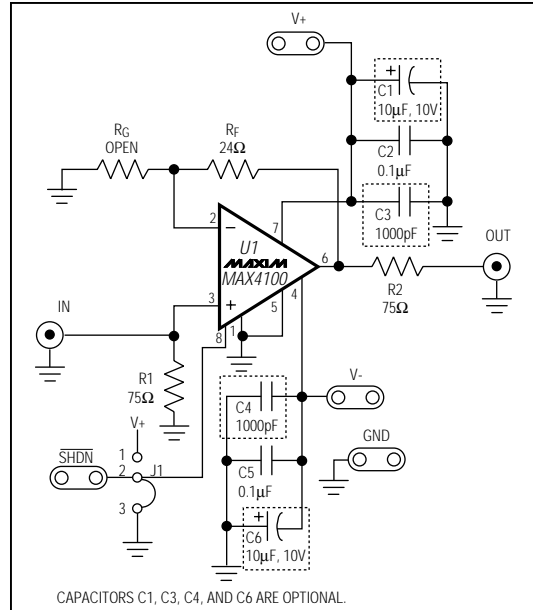 V+
+
C1
10µF, 10V
RG
OPEN
RF
24Ω
C2
0.1µF
C3
1000pF
2
−
7
U1
MAXIM
MAX4100
6
OUT
R2
75Ω
IN
3
+
8
1
5
4
R1
75Ω
C4
1000pF
V-
V+
SHDN
1
2
J1
3
GND
C5
0.1µF
+
C6
10µF, 10V
CAPACITORS C1, C3, C4, AND C6 ARE OPTIONAL.